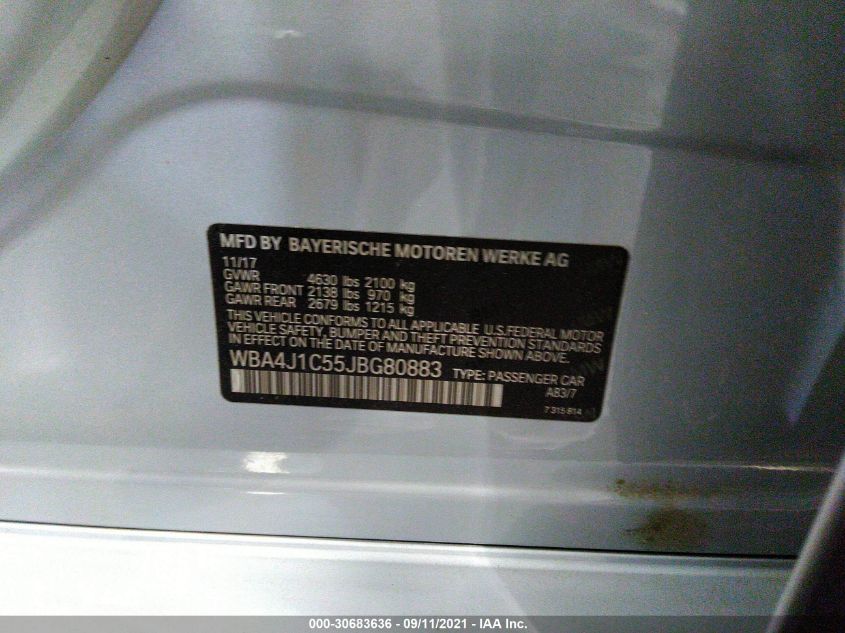 MFD BY BAYERISCHE MOTOREN WERKE AG
11/17
GVWR 4630 lbs 2100 kg
GAWR FRONT 2138 lbs 970 kg
GAWR REAR 2679 lbs 1215 kg
THIS VEHICLE CONFORMS TO ALL APPLICABLE U.S.FEDERAL MOTOR
VEHICLE SAFETY, BUMPER AND THEFT PREVENTION STANDARDS
IN EFFECT ON THE DATE OF MANUFACTURE SHOWN ABOVE.
WBA4J1C55JBG80883 TYPE: PASSENGER CAR
A83/7
7 315 814
000-30683636 - 09/11/2021 - IAA Inc.